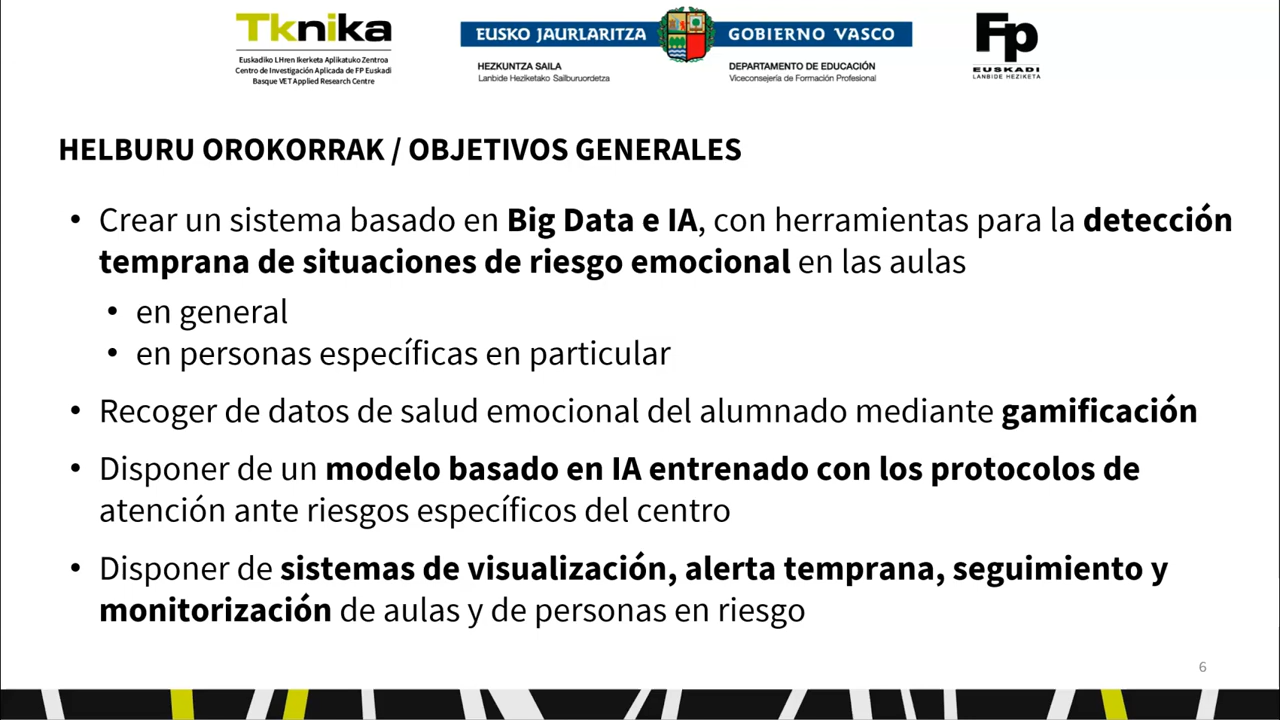 Tknika
Euskadiko LHren Ikerketa Aplikatuko Zentroa
Centro de Investigación Aplicada de FP Euskadi
Basque VET Applied Research Centre
EUSKO JAURLARITZA
GOBIERNO VASCO
HEZKUNTZA SAILA
Lanbide Heziketako Sailburuordetza
DEPARTAMENTO DE EDUCACIÓN
Viceconsejería de Formación Profesional
Fp
EUSKADI
LANBIDE HEZIKETA
HELBURU OROKORRAK / OBJETIVOS GENERALES
• Crear un sistema basado en Big Data e IA, con herramientas para la detección
temprana de situaciones de riesgo emocional en las aulas
• en general
• en personas específicas en particular
• Recoger de datos de salud emocional del alumnado mediante gamificación
• Disponer de un modelo basado en IA entrenado con los protocolos de
atención ante riesgos específicos del centro
• Disponer de sistemas de visualización, alerta temprana, seguimiento y
monitorización de aulas y de personas en riesgo
6